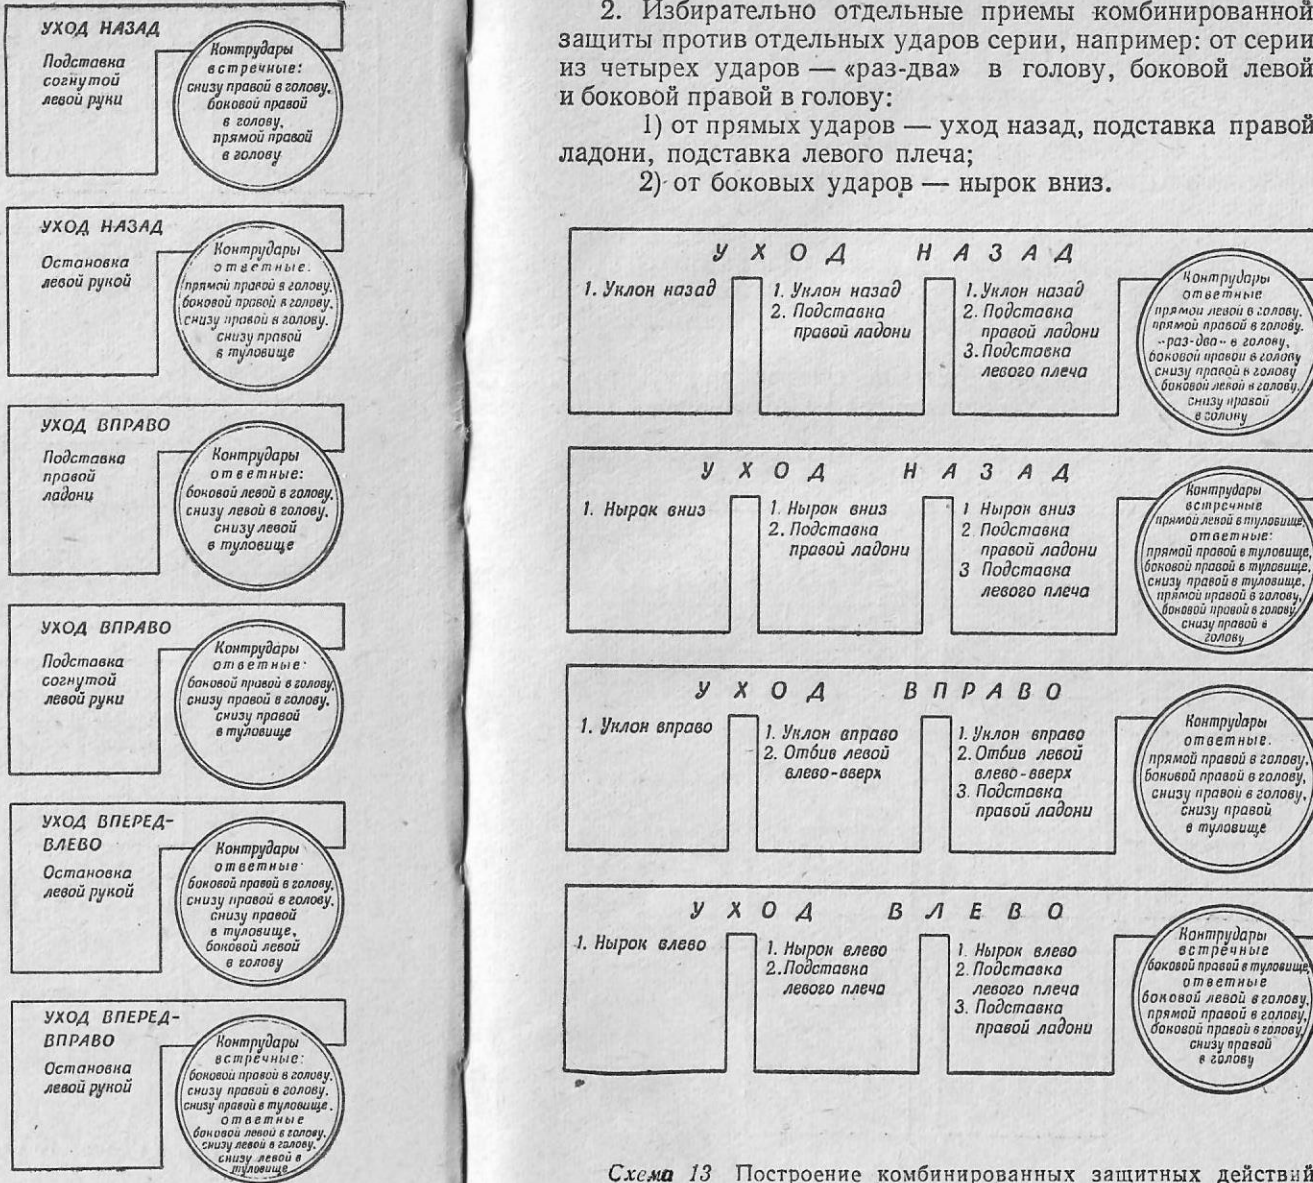 УХОД НАЗАД
Подставка
согнутой
левой руки
Контрудары
встречные:
снизу правой в голову,
боковой правой
в голову,
прямой правой
в голову
УХОД НАЗАД
Остановка
левой рукой
Контрудары
ответные:
прямой правой в голову,
боковой правой в голову,
снизу правой в голову.
снизу правой
в туловище
УХОД ВПРАВО
Подставка
правой
ладони
Контрудары
ответные:
боковой левой в голову,
снизу левой в голову,
снизу левой
в туловище
УХОД ВПРАВО
Подставка
согнутой
левой руки
Контрудары
ответные:
боковой правой в голову,
снизу правой в голову,
снизу правой
в туловище
УХОД ВПЕРЕД-
ВЛЕВО
Остановка
левой рукой
Контрудары
ответные:
боковой правой в голову,
снизу правой в голову,
снизу правой
в туловище,
боковой левой
в голову
УХОД ВПЕРЕД-
ВПРАВО
Остановка
левой рукой
Контрудары
встречные:
боковой правой в голову,
снизу правой в голову,
снизу правой в туловище,
ответные
боковой левой в голову,
снизу левой в голову,
снизу левой в
туловище
2. Избирательно отдельные приемы комбинированной
защиты против отдельных ударов серии, например: от серии
из четырех ударов — «раз-два» в голову, боковой левой
и боковой правой в голову:
1) от прямых ударов — уход назад, подставка правой
ладони, подставка левого плеча;
2) от боковых ударов — нырок вниз.
УХОД НАЗАД
1. Уклон назад
1. Уклон назад
2. Подставка
правой ладони
1. Уклон назад
2. Подставка
правой ладони
3. Подставка
левого плеча
Контрудары
ответные
прямой левой в голову,
прямой правой в голову.
«раз-два» в голову,
боковой правой в голову
снизу правой в голову
боковой левой в голову,
снизу правой
в голову
УХОД НАЗАД
1. Нырок вниз
1. Нырок вниз
2. Подставка
правой ладони
1 Нырок вниз
2 Подставка
правой ладони
3 Подставка
левого плеча
Контрудары
встречные
прямой левой в туловище,
ответные:
прямой правой в туловище,
боковой правой в туловище,
снизу правой в туловище,
прямой правой в голову,
боковой правой в голову,
снизу правой в
голову
УХОД ВПРАВО
1. Уклон вправо
1. Уклон вправо
2. Отбив левой
влево-вверх
1. Уклон вправо
2. Отбив левой
влево-вверх
3. Подставка
правой ладони
Контрудары
ответные.
прямой правой в голову,
боковой правой в голову,
снизу правой в голову,
снизу правой
в туловище
УХОД ВЛЕВО
1. Нырок влево
1. Нырок влево
2. Подставка
левого плеча
1. Нырок влево
2. Подставка
левого плеча
3. Подставка
правой ладони
Контрудары
встречные
боковой правой в туловище,
ответные
боковой левой в голову,
прямой правой в голову,
боковой правой в голову,
снизу правой
в голову
Схема 13 Построение комбинированных защитных действий